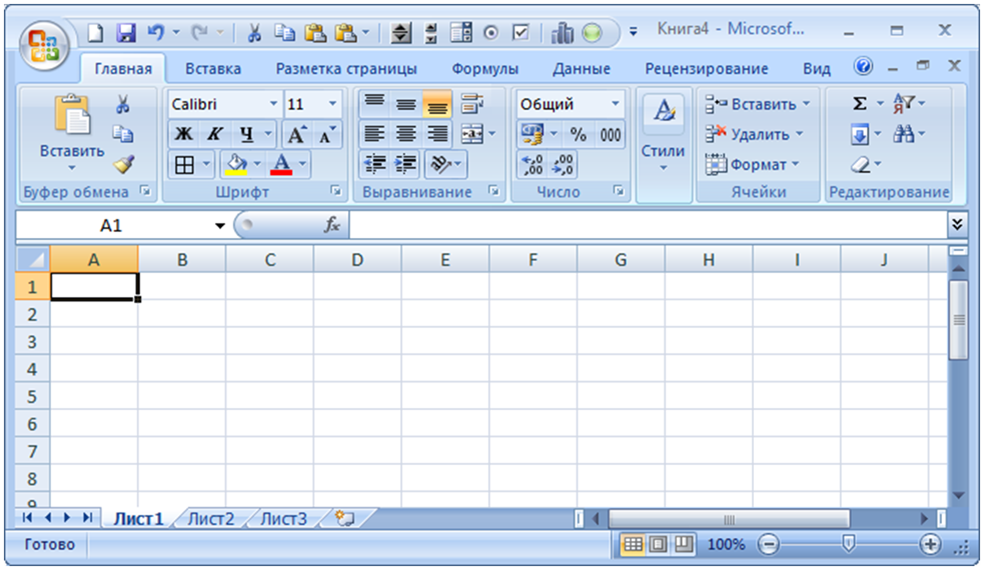 Книга4 - Microsof...
Главная Вставка Разметка страницы Формулы Данные Рецензирование Вид
Calibri 11 Общий Σ А Я
Вставить Ж К Ч А А % 000 Стили Вставить
Удалить
А ,0 ,00 ,00 ,0 Формат
Буфер обмена Шрифт Выравнивание Число Ячейки Редактирование
A1 fx
A B C D E F G H I J
1
2
3
4
5
6
7
8
9
Лист1 Лист2 Лист3
Готово 100%